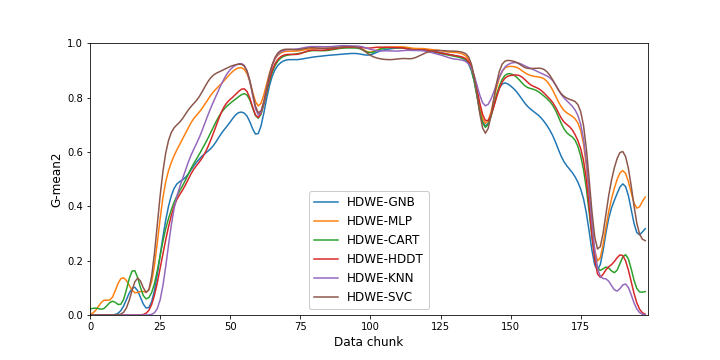 1.0
0.8
0.6
0.4
0.2
0.0
G-mean2
HDWE-GNB
HDWE-MLP
HDWE-CART
HDWE-HDDT
HDWE-KNN
HDWE-SVC
0 25 50 75 100 125 150 175
Data chunk